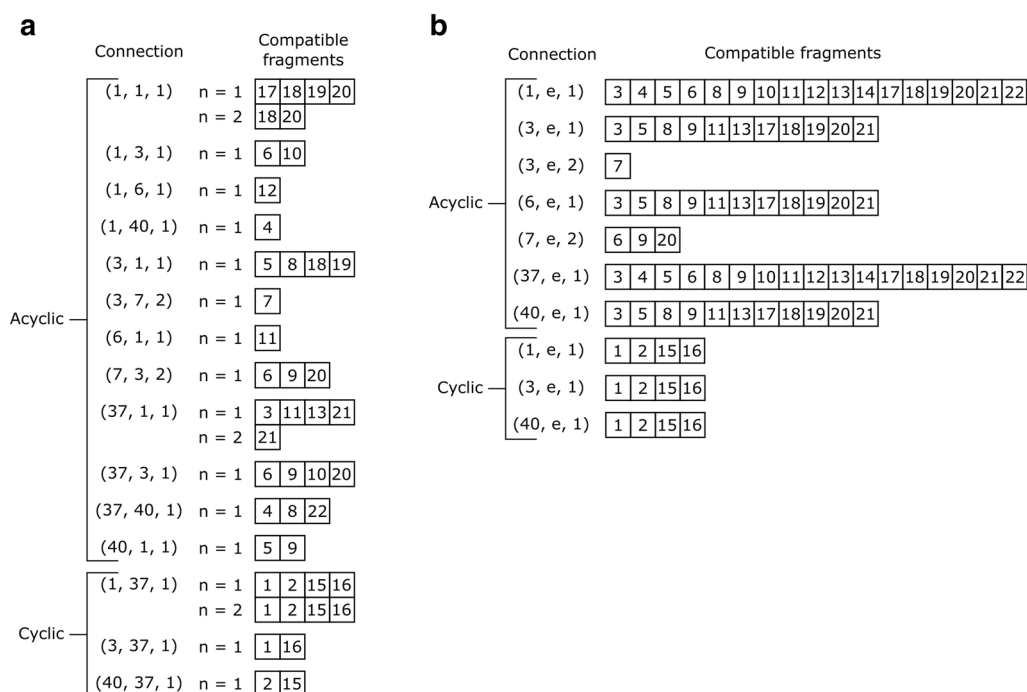 a
Connection
Compatible
fragments
Acyclic
(1, 1, 1) n = 1 17 18 19 20
n = 2 18 20
(1, 3, 1) n = 1 6 10
(1, 6, 1) n = 1 12
(1, 40, 1) n = 1 4
(3, 1, 1) n = 1 5 8 18 19
(3, 7, 2) n = 1 7
(6, 1, 1) n = 1 11
(7, 3, 2) n = 1 6 9 20
(37, 1, 1) n = 1 3 11 13 21
n = 2 21
(37, 3, 1) n = 1 6 9 10 20
(37, 40, 1) n = 1 4 8 22
(40, 1, 1) n = 1 5 9
Cyclic
(1, 37, 1) n = 1 1 2 15 16
n = 2 1 2 15 16
(3, 37, 1) n = 1 1 16
(40, 37, 1) n = 1 2 15
b
Connection Compatible fragments
Acyclic
(1, e, 1) 3 4 5 6 8 9 10 11 12 13 14 17 18 19 20 21 22
(3, e, 1) 3 5 8 9 11 13 17 18 19 20 21
(3, e, 2) 7
(6, e, 1) 3 5 8 9 11 13 17 18 19 20 21
(7, e, 2) 6 9 20
(37, e, 1) 3 4 5 6 8 9 10 11 12 13 14 17 18 19 20 21 22
(40, e, 1) 3 5 8 9 11 13 17 18 19 20 21
Cyclic
(1, e, 1) 1 2 15 16
(3, e, 1) 1 2 15 16
(40, e, 1) 1 2 15 16